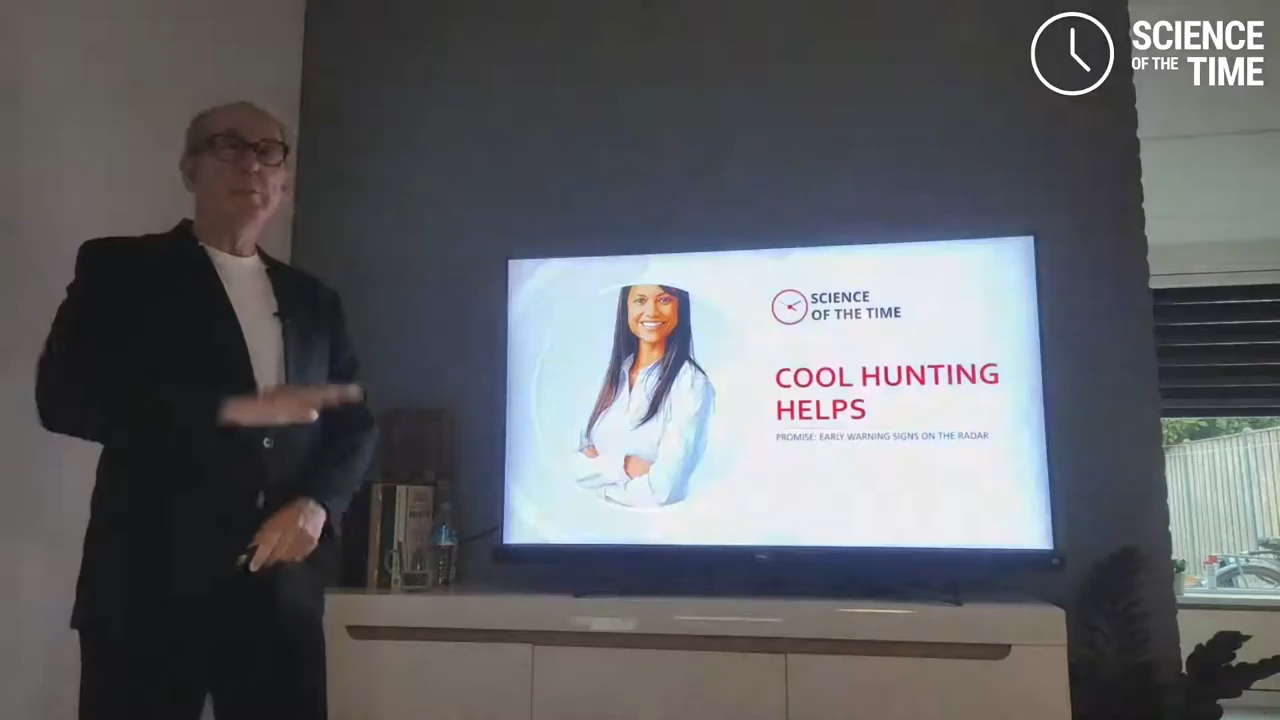 SCIENCE
OF THE TIME
SCIENCE
OF THE TIME
COOL HUNTING
HELPS
PROMISE: EARLY WARNING SIGNS ON THE RADAR